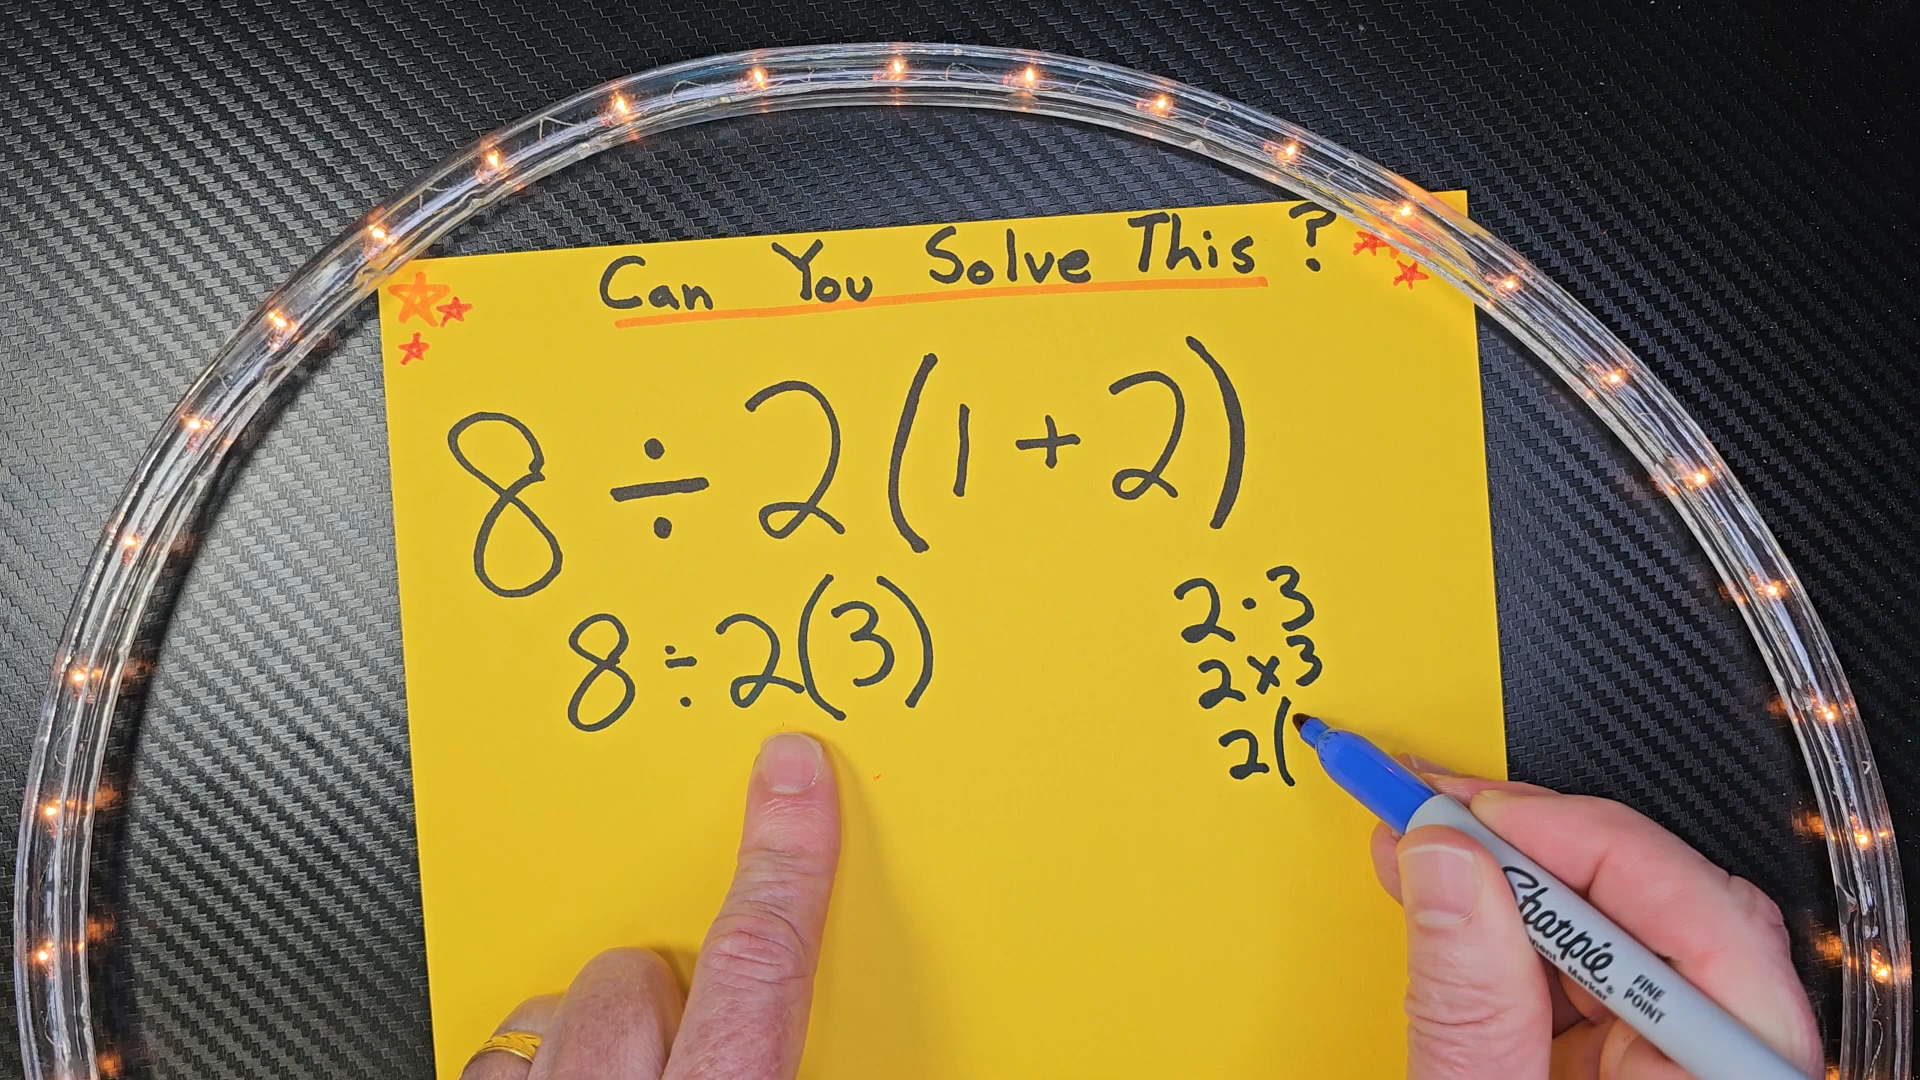 Can You Solve This ?
8 ÷ 2(1+2)
8 ÷ 2(3)
2·3
2×3
2(
Sharpie
FINE
POINT